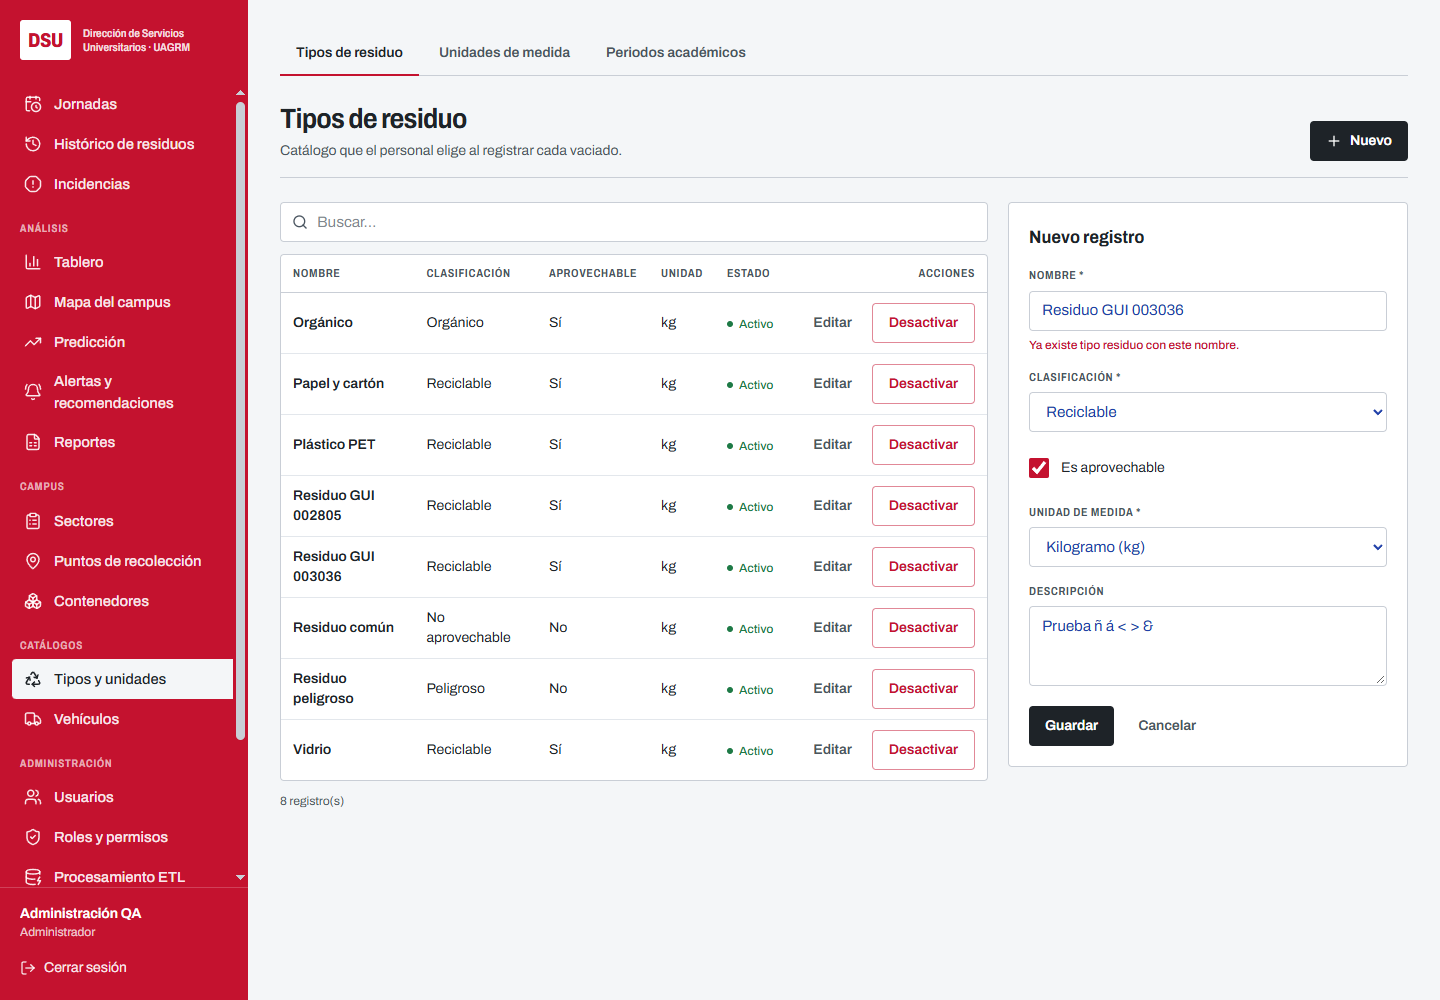 DSU
Dirección de Servicios
Universitarios · UAGRM
Jornadas
Histórico de residuos
Incidencias
ANÁLISIS
Tablero
Mapa del campus
Predicción
Alertas y
recomendaciones
Reportes
CAMPUS
Sectores
Puntos de recolección
Contenedores
CATÁLOGOS
Tipos y unidades
Vehículos
ADMINISTRACIÓN
Usuarios
Roles y permisos
Procesamiento ETL
Administración QA
Administrador
Cerrar sesión
Tipos de residuo Unidades de medida Periodos académicos
Tipos de residuo
Catálogo que el personal elige al registrar cada vaciado.
Nuevo
Buscar...
NOMBRE CLASIFICACIÓN APROVECHABLE UNIDAD ESTADO ACCIONES
Orgánico Orgánico Sí kg Activo Editar Desactivar
Papel y cartón Reciclable Sí kg Activo Editar Desactivar
Plástico PET Reciclable Sí kg Activo Editar Desactivar
Residuo GUI
002805 Reciclable Sí kg Activo Editar Desactivar
Residuo GUI
003036 Reciclable Sí kg Activo Editar Desactivar
Residuo común No
aprovechable No kg Activo Editar Desactivar
Residuo
peligroso Peligroso No kg Activo Editar Desactivar
Vidrio Reciclable Sí kg Activo Editar Desactivar
8 registro(s)
Nuevo registro
NOMBRE *
Residuo GUI 003036
Ya existe tipo residuo con este nombre.
CLASIFICACIÓN *
Reciclable
Es aprovechable
UNIDAD DE MEDIDA *
Kilogramo (kg)
DESCRIPCIÓN
Prueba ñ á < > &
Guardar Cancelar